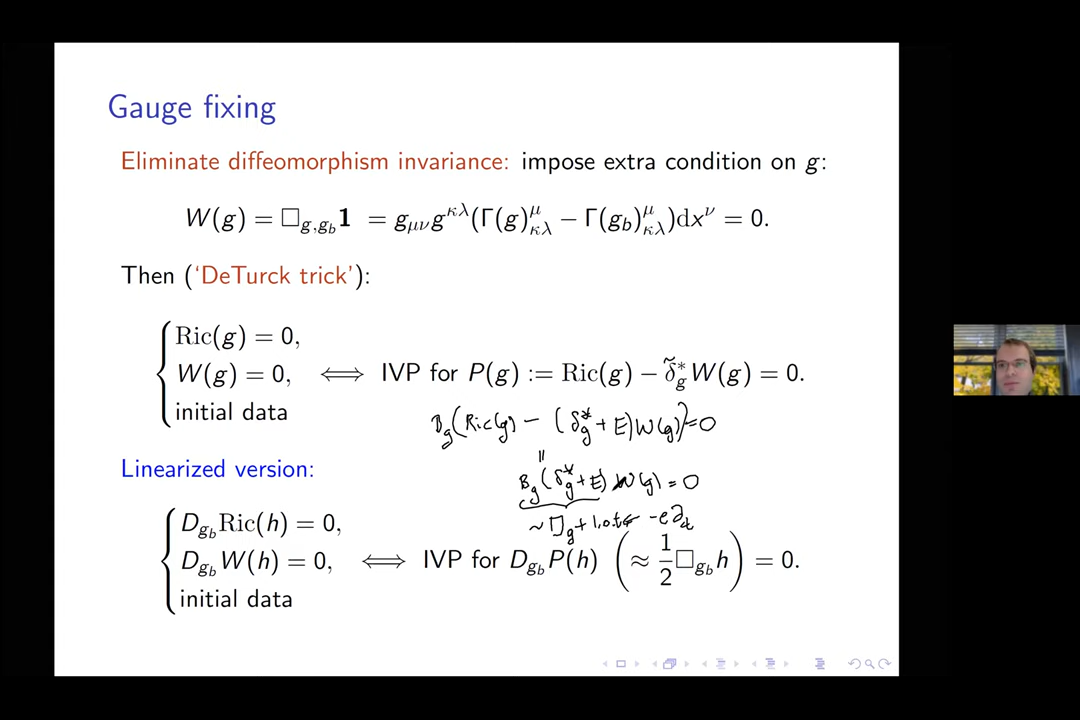 Gauge fixing
Eliminate diffeomorphism invariance: impose extra condition on g:
W(g) = □_{g,g_b} 𝟏 = g_{μν}g^{κλ}(Γ(g)^μ_{κλ} − Γ(g_b)^μ_{κλ})dx^ν = 0.
Then (‘DeTurck trick’):
Ric(g) = 0,
W(g) = 0, ⟺ IVP for P(g) := Ric(g) − δ̃*_g W(g) = 0.
initial data
B_g(Ric(g) − (δ_g^* + E)W(g)) = 0
Linearized version:
B_g(δ_g^* + E) W(g) = 0
~ □_g + l.o.t. -e∂_t
D_{g_b}Ric(h) = 0,
D_{g_b}W(h) = 0, ⟺ IVP for D_{g_b}P(h) (≈ 1/2 □_{g_b}h) = 0.
initial data